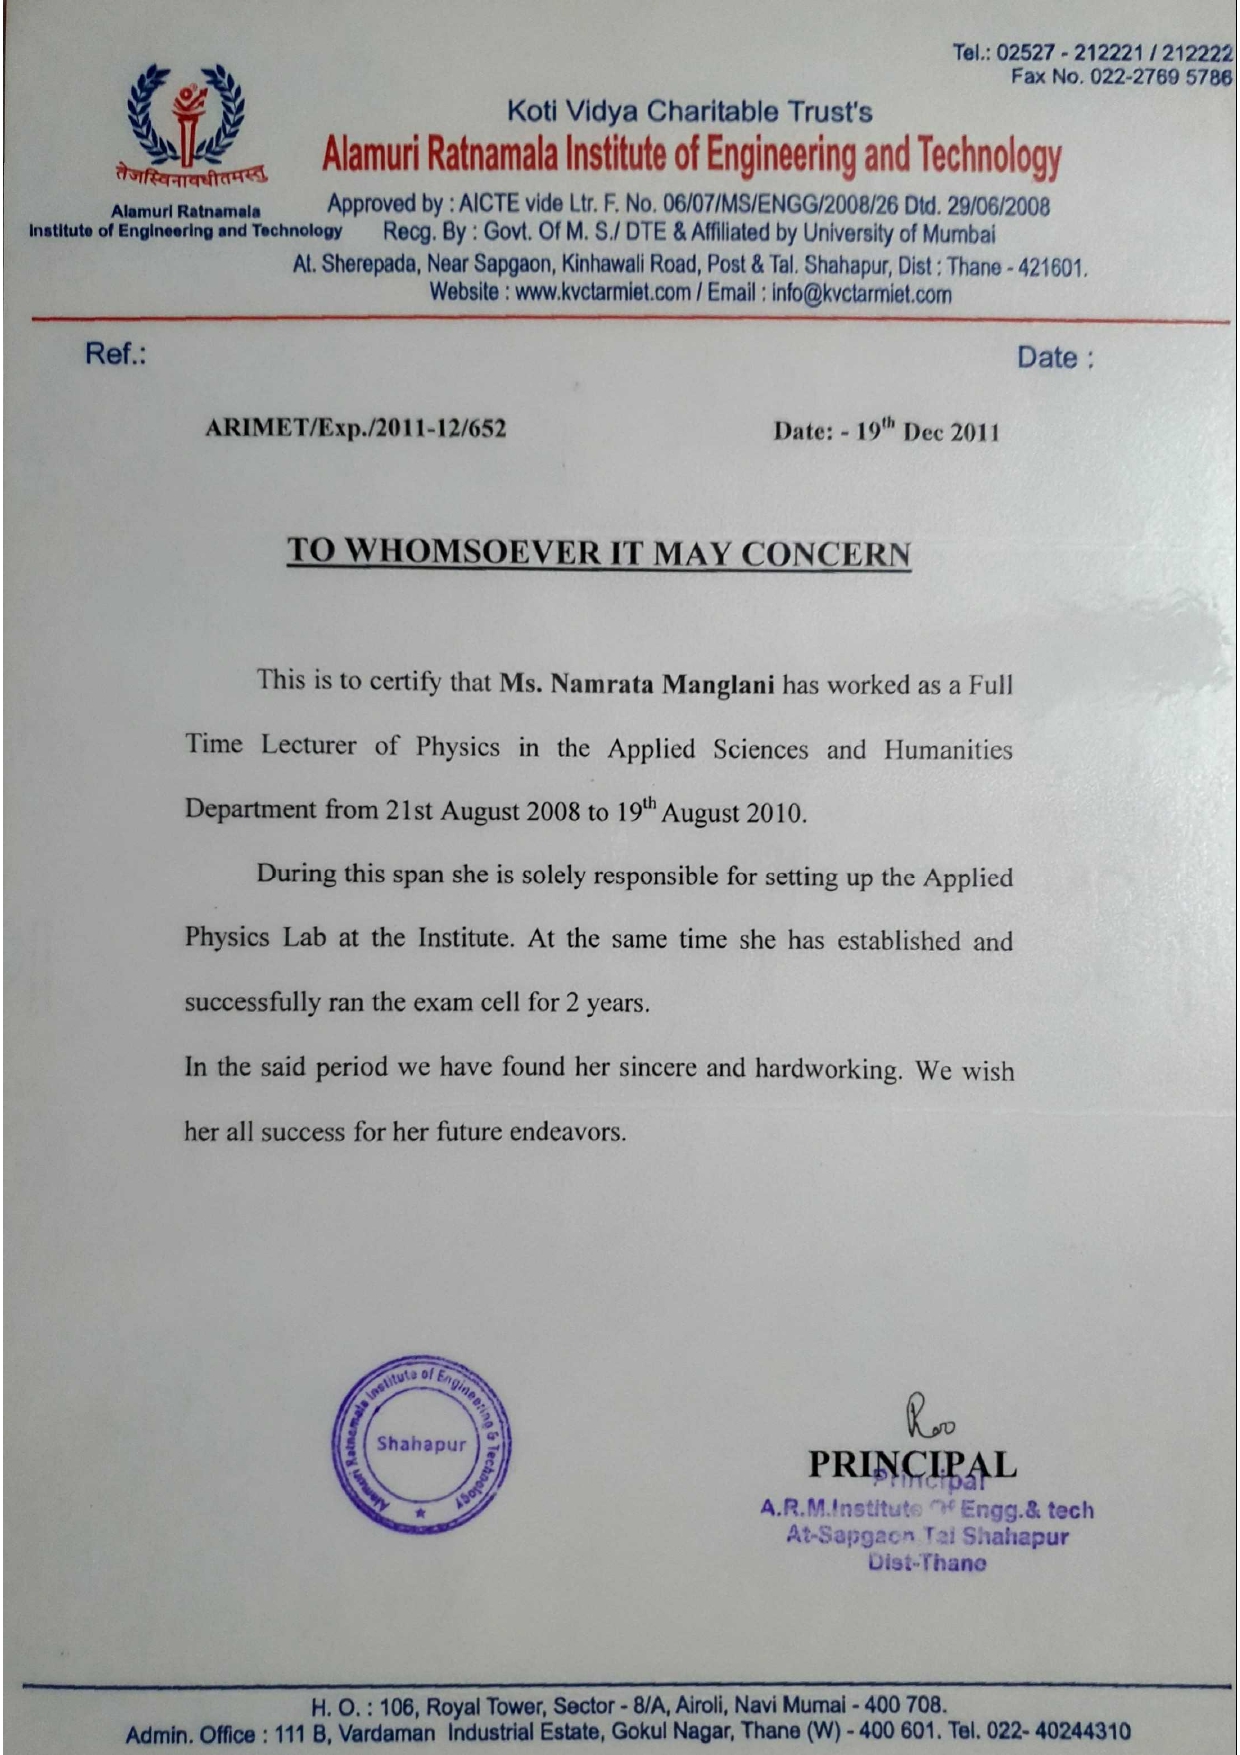 Tel.: 02527 - 212221 / 212222
Fax No. 022-2769 5786
Koti Vidya Charitable Trust's
Alamuri Ratnamala Institute of Engineering and Technology
तेजस्विनावधीतमस्तु
Alamuri Ratnamala
Institute of Engineering and Technology
Approved by : AICTE vide Ltr. F. No. 06/07/MS/ENGG/2008/26 Dtd. 29/06/2008
Recg. By : Govt. Of M. S./ DTE & Affiliated by University of Mumbai
At. Sherepada, Near Sapgaon, Kinhawali Road, Post & Tal. Shahapur, Dist : Thane - 421601.
Website : www.kvctarmiet.com / Email : info@kvctarmiet.com
Ref.: Date :
ARIMET/Exp./2011-12/652 Date: - 19th Dec 2011
TO WHOMSOEVER IT MAY CONCERN
This is to certify that Ms. Namrata Manglani has worked as a Full
Time Lecturer of Physics in the Applied Sciences and Humanities
Department from 21st August 2008 to 19th August 2010.
During this span she is solely responsible for setting up the Applied
Physics Lab at the Institute. At the same time she has established and
successfully ran the exam cell for 2 years.
In the said period we have found her sincere and hardworking. We wish
her all success for her future endeavors.
Alamuri Ratnamala Institute of Engineering & Technology
Shahapur
PRINCIPAL
Principal
A.R.M.Institute Of Engg.& tech
At-Sapgaon Tal Shahapur
Dist-Thane
H. O. : 106, Royal Tower, Sector - 8/A, Airoli, Navi Mumai - 400 708.
Admin. Office : 111 B, Vardaman Industrial Estate, Gokul Nagar, Thane (W) - 400 601. Tel. 022- 40244310